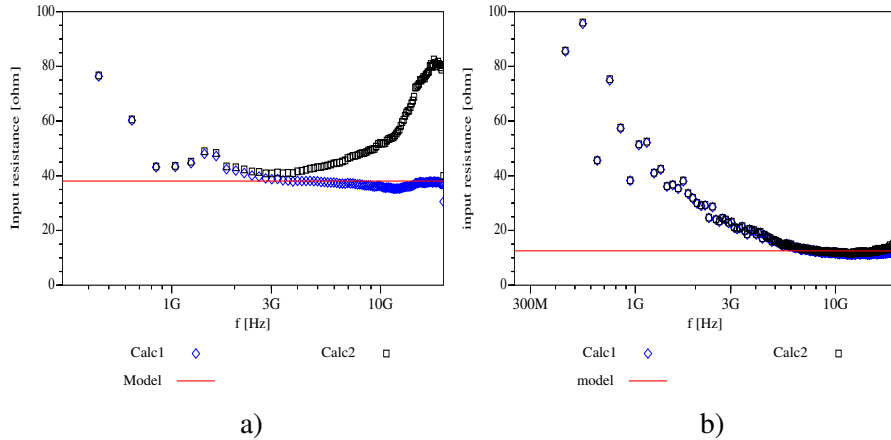 100
80
60
40
20
0
Input resistance [ohm]
1G
3G
10G
f [Hz]
Calc1
Calc2
Model
a)
100
80
60
40
20
0
input resistance [ohm]
300M
1G
3G
10G
f [Hz]
Calc1
Calc2
model
b)